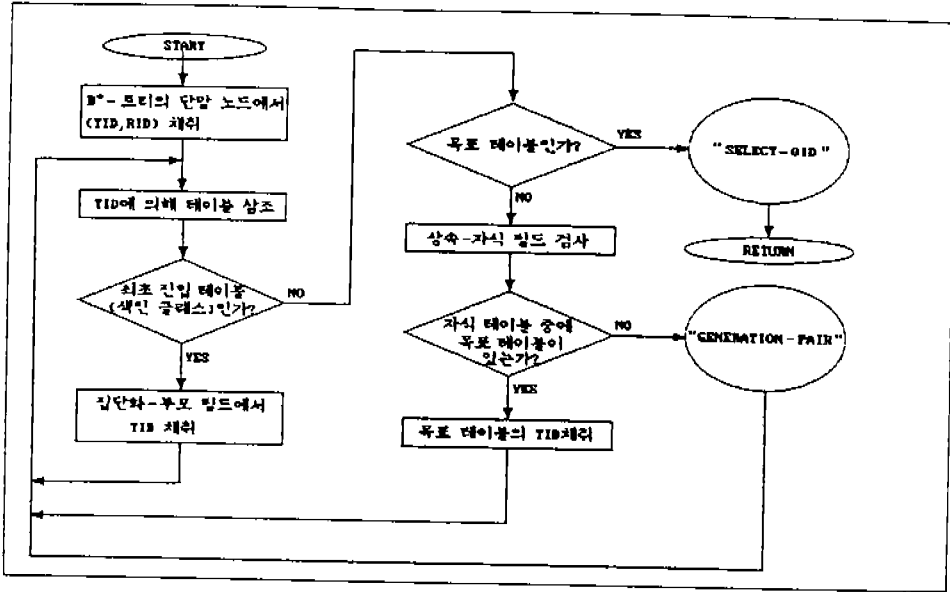 START
B⁺- 트리의 단말 노드에서
(TID,RID) 채취
TID에 의해 테이블 참조
최초 진입 테이블
(색인 클래스)인가?
NO
YES
집단화-부모 필드에서
TID 채취
목표 테이블인가?
YES
"SELECT-OID"
NO
RETURN
상속-자식 필드 검사
자식 테이블 중에
목표 테이블이
있는가?
NO
"GENERATION-PAIR"
YES
목표 테이블의 TID채취